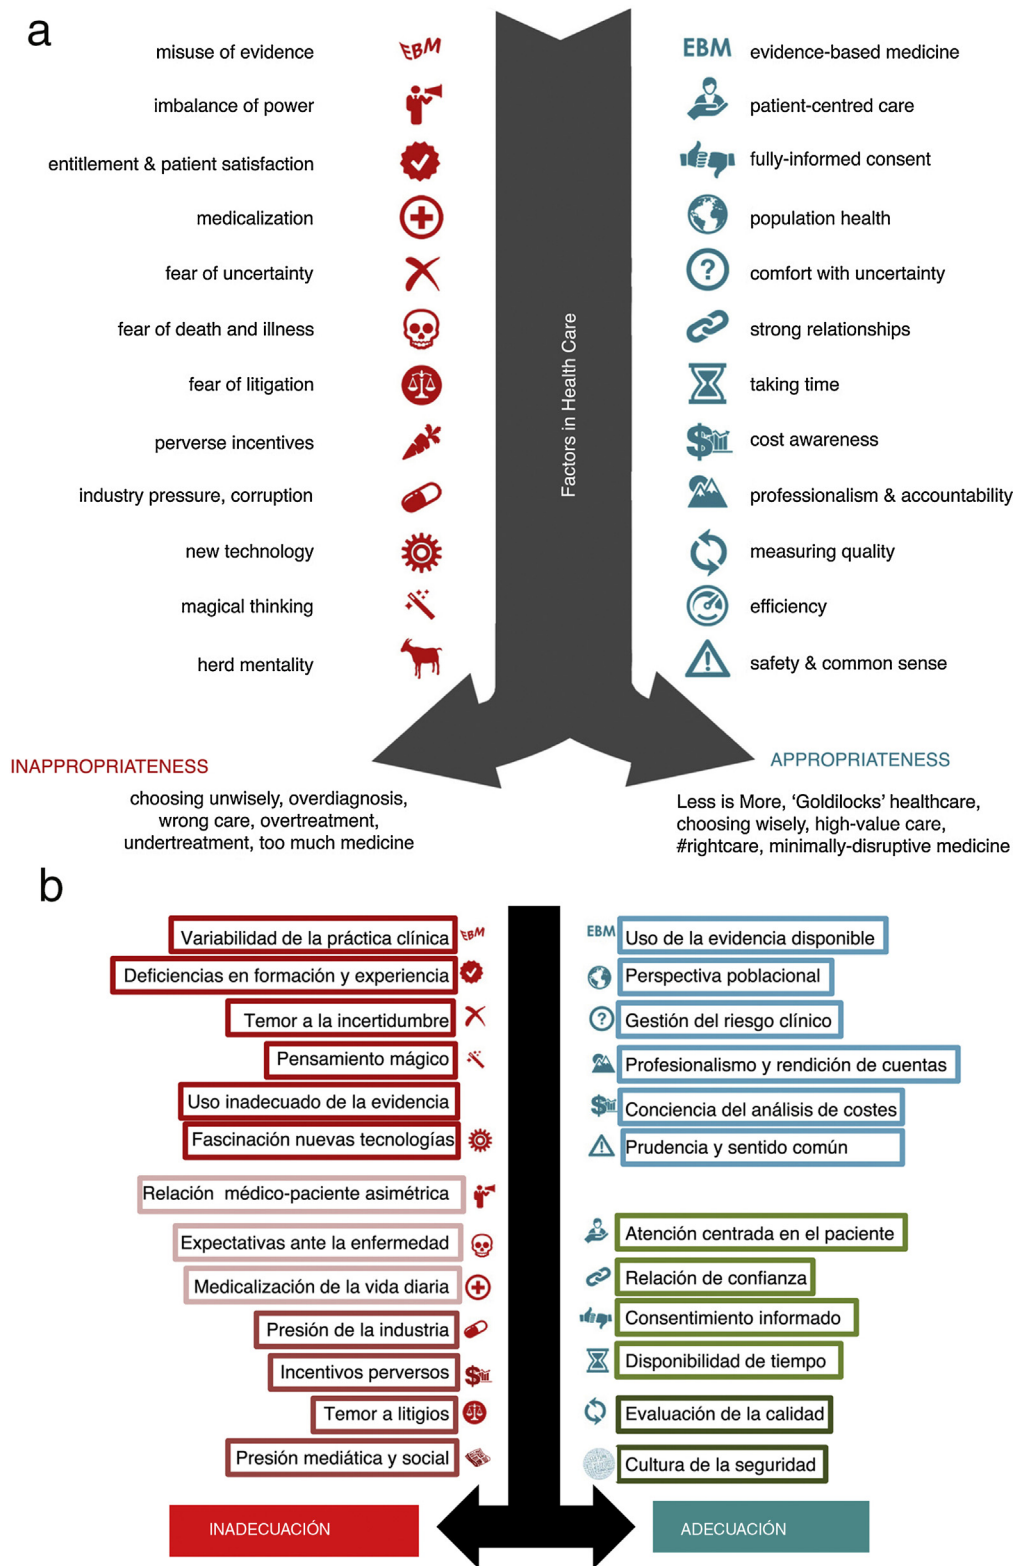 a
misuse of evidence
EBM
EBM
evidence-based medicine
imbalance of power
patient-centred care
entitlement & patient satisfaction
fully-informed consent
medicalization
population health
fear of uncertainty
?
comfort with uncertainty
fear of death and illness
strong relationships
fear of litigation
taking time
perverse incentives
$
cost awareness
industry pressure, corruption
professionalism & accountability
new technology
measuring quality
magical thinking
efficiency
herd mentality
!
safety & common sense
Factors in Health Care
INAPPROPRIATENESS
choosing unwisely, overdiagnosis,
wrong care, overtreatment,
undertreatment, too much medicine
APPROPRIATENESS
Less is More, ‘Goldilocks’ healthcare,
choosing wisely, high-value care,
#rightcare, minimally-disruptive medicine
b
Variabilidad de la práctica clínica
EBM
EBM
Uso de la evidencia disponible
Deficiencias en formación y experiencia
Perspectiva poblacional
Temor a la incertidumbre
?
Gestión del riesgo clínico
Pensamiento mágico
Profesionalismo y rendición de cuentas
Uso inadecuado de la evidencia
$
Conciencia del análisis de costes
Fascinación nuevas tecnologías
!
Prudencia y sentido común
Relación médico-paciente asimétrica
Atención centrada en el paciente
Expectativas ante la enfermedad
Relación de confianza
Medicalización de la vida diaria
Consentimiento informado
Presión de la industria
Disponibilidad de tiempo
Incentivos perversos
$
Temor a litigios
Evaluación de la calidad
Presión mediática y social
Cultura de la seguridad
INADECUACIÓN
ADECUACIÓN